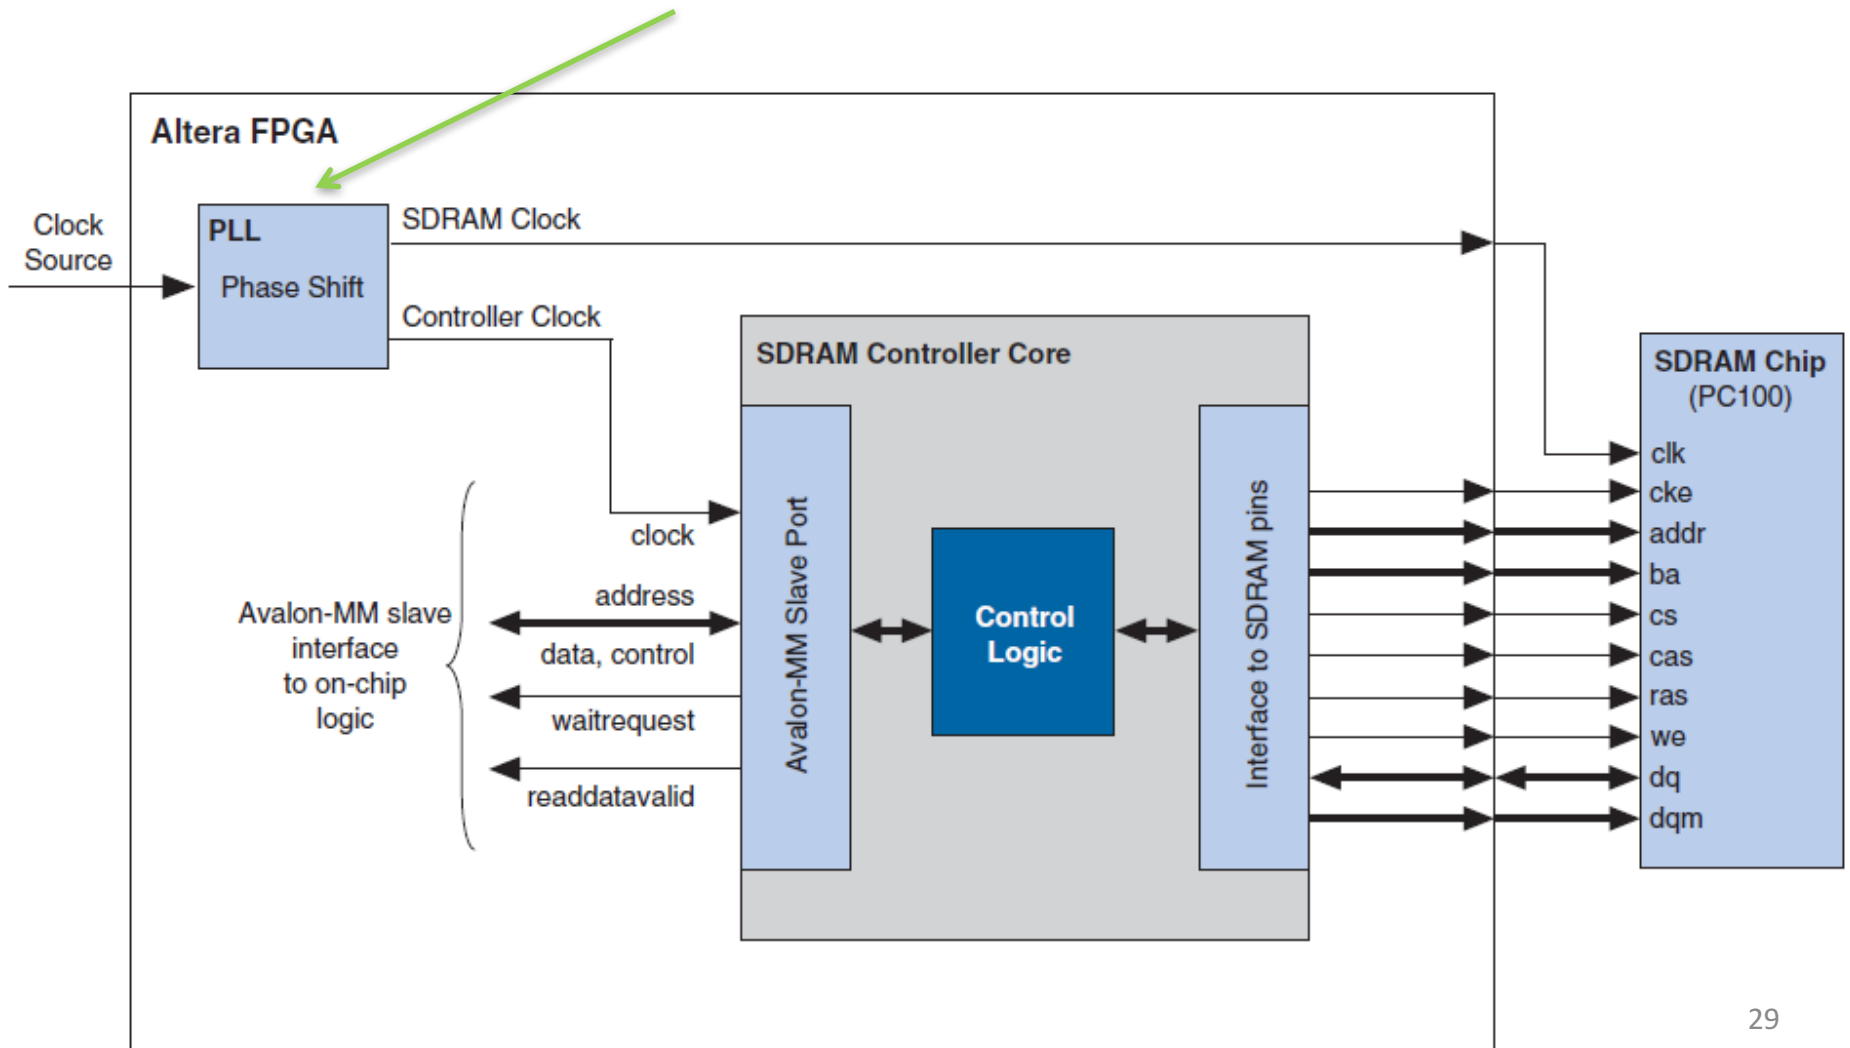 Altera FPGA
Clock
Source
PLL
Phase Shift
SDRAM Clock
Controller Clock
SDRAM Controller Core
SDRAM Chip
(PC100)
clock
address
data, control
waitrequest
readdatavalid
Avalon-MM slave
interface
to on-chip
logic
Avalon-MM Slave Port
Control
Logic
Interface to SDRAM pins
clk
cke
addr
ba
cs
cas
ras
we
dq
dqm
29